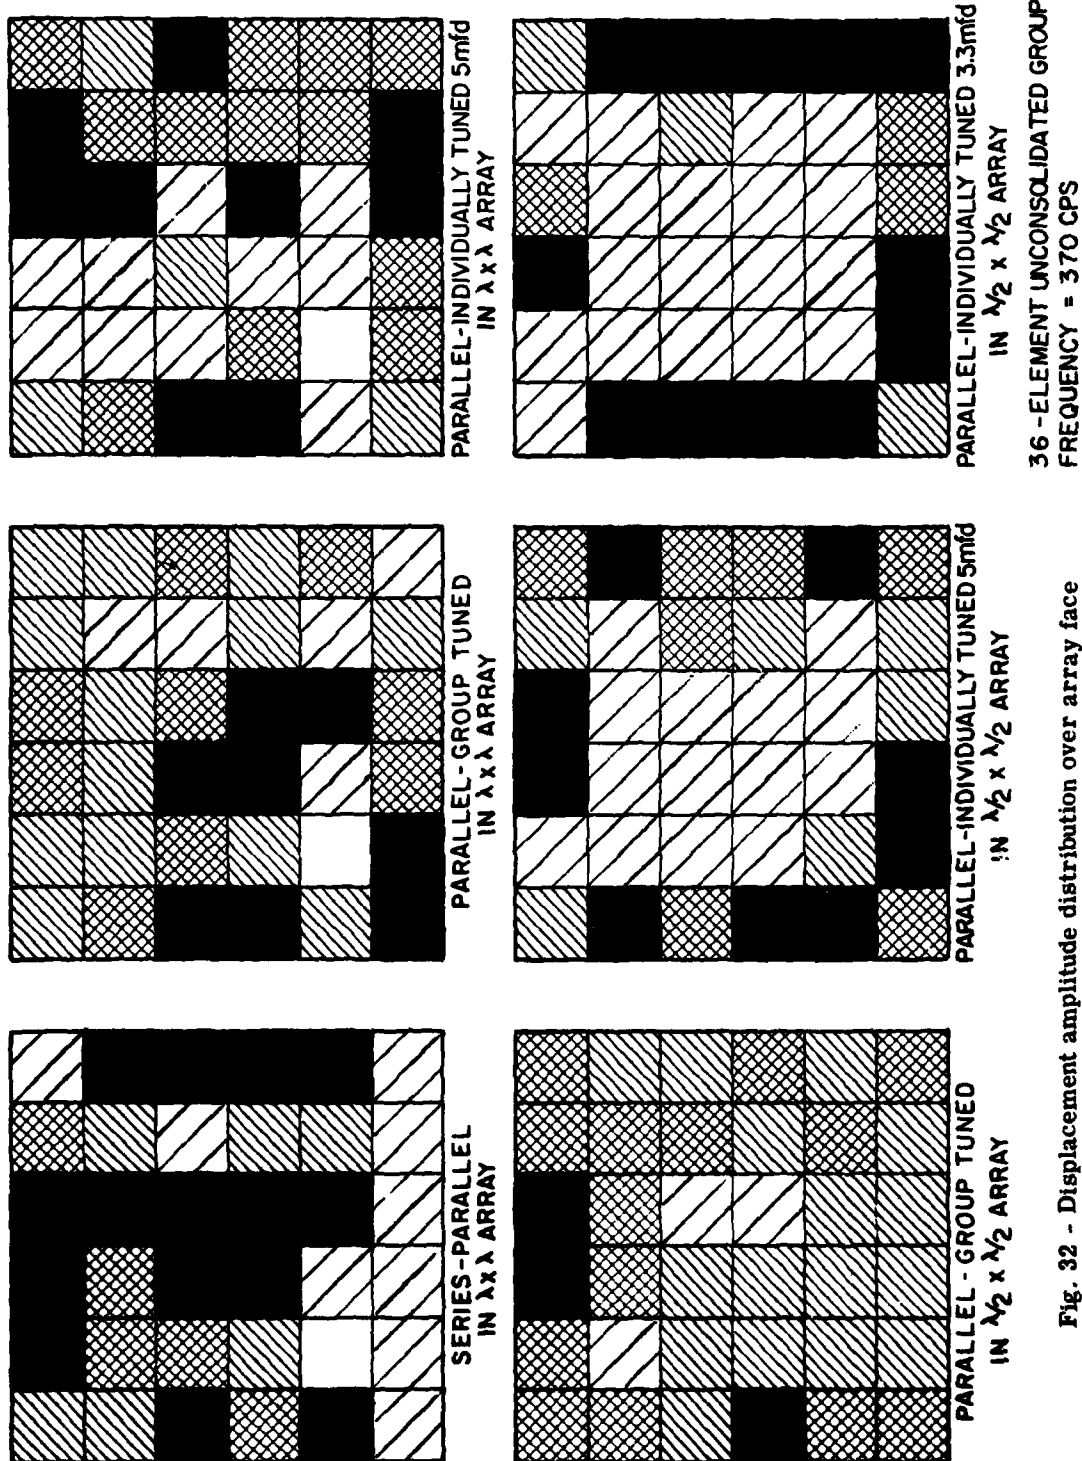 SERIES-PARALLEL
IN λ x λ ARRAY
PARALLEL-GROUP TUNED
IN λ x λ ARRAY
PARALLEL-INDIVIDUALLY TUNED 5mfd
IN λ x λ ARRAY
PARALLEL - GROUP TUNED
IN λ/2 x λ/2 ARRAY
PARALLEL-INDIVIDUALLY TUNED 5mfd
IN λ/2 x λ/2 ARRAY
PARALLEL-INDIVIDUALLY TUNED 3.3mfd
IN λ/2 x λ/2 ARRAY
36-ELEMENT UNCONSOLIDATED GROUP
FREQUENCY = 370 CPS
Fig. 32 - Displacement amplitude distribution over array face